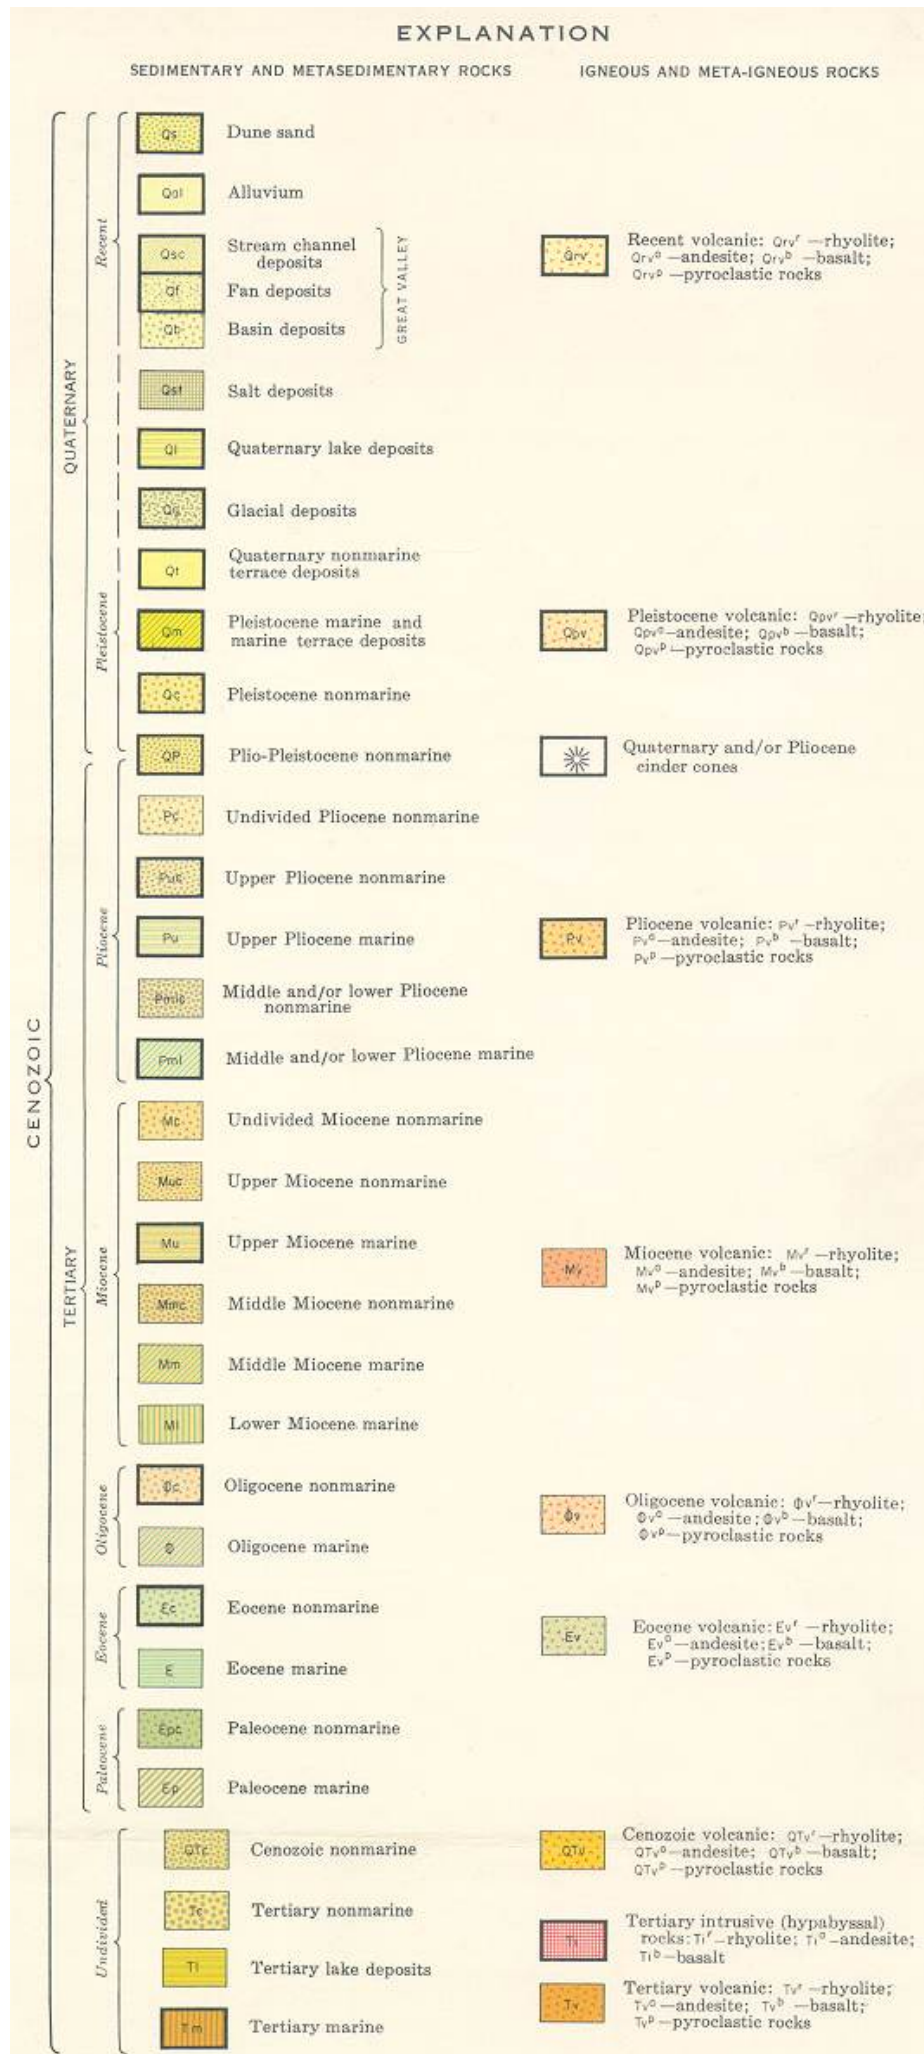 EXPLANATION
SEDIMENTARY AND METASEDIMENTARY ROCKS
IGNEOUS AND META-IGNEOUS ROCKS
CENOZOIC
QUATERNARY
Recent
Qs Dune sand
Qal Alluvium
Qsc Stream channel
deposits
Qf Fan deposits
Qb Basin deposits
GREAT VALLEY
Qrv Recent volcanic: Qrvʳ —rhyolite;
Qrvᵃ —andesite; Qrvᵇ —basalt;
Qrvᵖ —pyroclastic rocks
Qst Salt deposits
Ql Quaternary lake deposits
Qg Glacial deposits
Qt Quaternary nonmarine
terrace deposits
Pleistocene
Qm Pleistocene marine and
marine terrace deposits
Qpv Pleistocene volcanic: Qpvʳ —rhyolite;
Qpvᵃ—andesite; Qpvᵇ —basalt;
Qpvᵖ —pyroclastic rocks
Qc Pleistocene nonmarine
QP Plio-Pleistocene nonmarine
Quaternary and/or Pliocene
cinder cones
TERTIARY
Pliocene
Pc Undivided Pliocene nonmarine
Puc Upper Pliocene nonmarine
Pu Upper Pliocene marine
Pv Pliocene volcanic: Pvʳ —rhyolite;
Pvᵃ—andesite; Pvᵇ —basalt;
Pvᵖ —pyroclastic rocks
Pmlc Middle and/or lower Pliocene
nonmarine
Pml Middle and/or lower Pliocene marine
Miocene
Mc Undivided Miocene nonmarine
Muc Upper Miocene nonmarine
Mu Upper Miocene marine
Mv Miocene volcanic: Mvʳ —rhyolite;
Mvᵃ —andesite; Mvᵇ —basalt;
Mvᵖ —pyroclastic rocks
Mmc Middle Miocene nonmarine
Mm Middle Miocene marine
Ml Lower Miocene marine
Oligocene
Φc Oligocene nonmarine
Φv Oligocene volcanic: Φvʳ—rhyolite;
Φvᵃ —andesite; Φvᵇ —basalt;
Φvᵖ —pyroclastic rocks
Φ Oligocene marine
Eocene
Ec Eocene nonmarine
Ev Eocene volcanic: Evʳ —rhyolite;
Evᵃ—andesite; Evᵇ —basalt;
Evᵖ—pyroclastic rocks
E Eocene marine
Paleocene
Epc Paleocene nonmarine
Ep Paleocene marine
Undivided
QTc Cenozoic nonmarine
QTv Cenozoic volcanic: QTvʳ —rhyolite;
QTvᵃ—andesite; QTvᵇ —basalt;
QTvᵖ —pyroclastic rocks
Tc Tertiary nonmarine
Ti Tertiary intrusive (hypabyssal)
rocks: Tiʳ —rhyolite; Tiᵃ —andesite;
Tiᵇ —basalt
Tl Tertiary lake deposits
Tv Tertiary volcanic: Tvʳ —rhyolite;
Tvᵃ—andesite; Tvᵇ —basalt;
Tvᵖ —pyroclastic rocks
Tm Tertiary marine